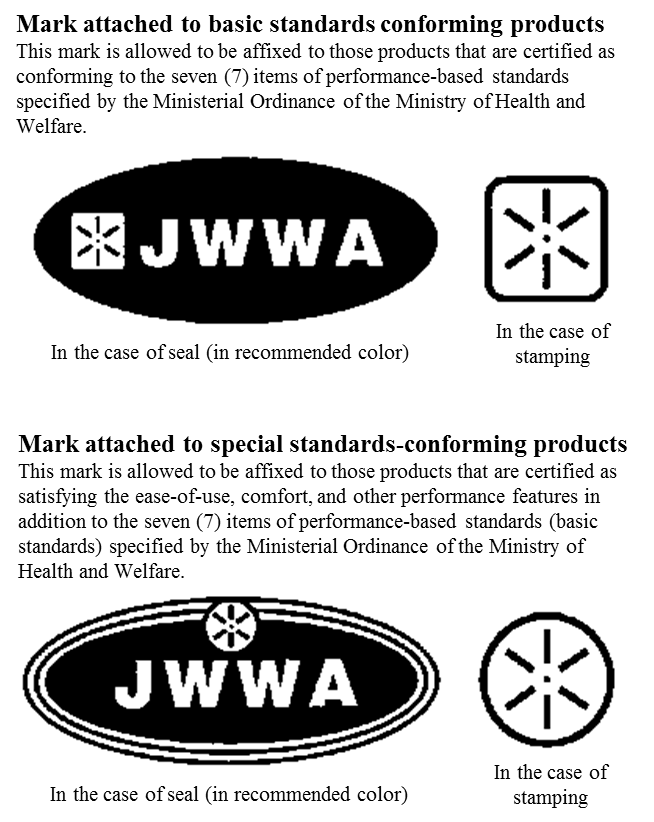 Mark attached to basic standards conforming products
This mark is allowed to be affixed to those products that are certified as
conforming to the seven (7) items of performance-based standards
specified by the Ministerial Ordinance of the Ministry of Health and
Welfare.
JWWA
In the case of seal (in recommended color)
In the case of
stamping
Mark attached to special standards-conforming products
This mark is allowed to be affixed to those products that are certified as
satisfying the ease-of-use, comfort, and other performance features in
addition to the seven (7) items of performance-based standards (basic
standards) specified by the Ministerial Ordinance of the Ministry of
Health and Welfare.
JWWA
In the case of seal (in recommended color)
In the case of
stamping